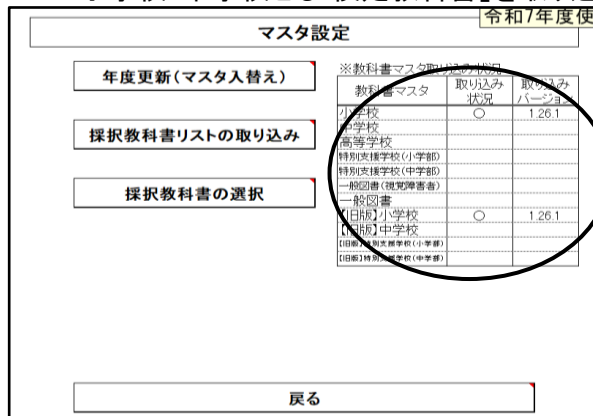 令和7年度使
マスタ設定
年度更新(マスタ入替え)
採択教科書リストの取り込み
採択教科書の選択
※教科書マスタ取り込み状況
教科書マスタ 取り込み状況 取り込みバージョン
小学校 ○ 1.26.1
中学校
高等学校
特別支援学校(小学部)
特別支援学校(中学部)
一般図書(視覚障害者)
一般図書
【旧版】小学校 ○ 1.26.1
【旧版】中学校
【旧版】特別支援学校(小学部)
【旧版】特別支援学校(中学部)
戻る